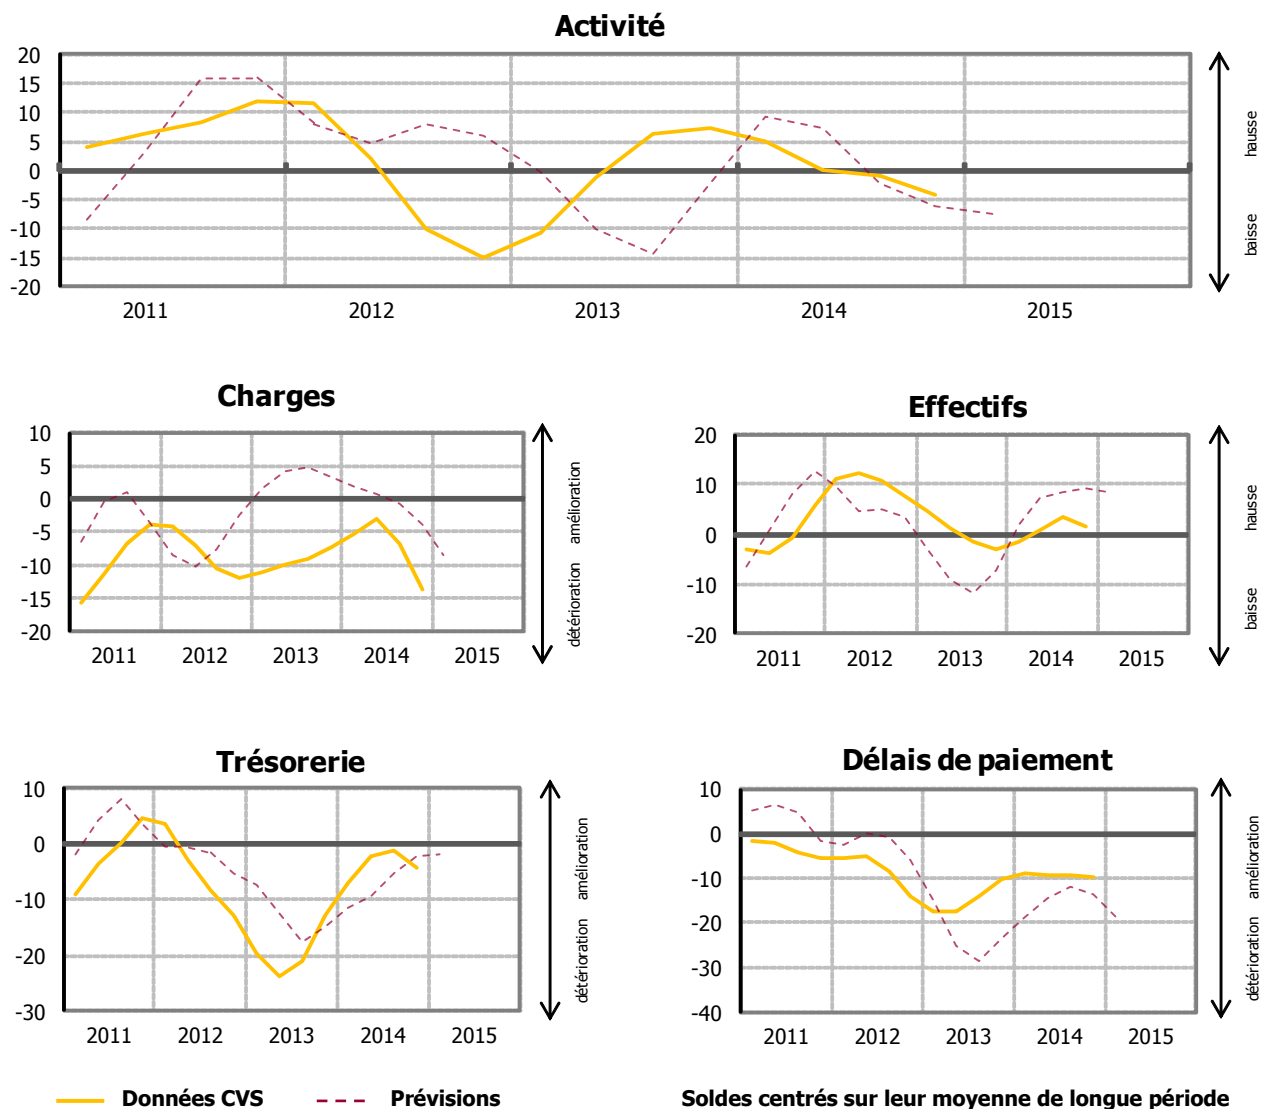 Activité
20
15
10
5
0
-5
-10
-15
-20
2011 2012 2013 2014 2015
hausse
baisse
Charges
10
5
0
-5
-10
-15
-20
2011 2012 2013 2014 2015
amélioration
détérioration
Effectifs
20
10
0
-10
-20
2011 2012 2013 2014 2015
hausse
baisse
Trésorerie
10
0
-10
-20
-30
2011 2012 2013 2014 2015
amélioration
détérioration
Délais de paiement
10
0
-10
-20
-30
-40
2011 2012 2013 2014 2015
amélioration
détérioration
Données CVS Prévisions Soldes centrés sur leur moyenne de longue période